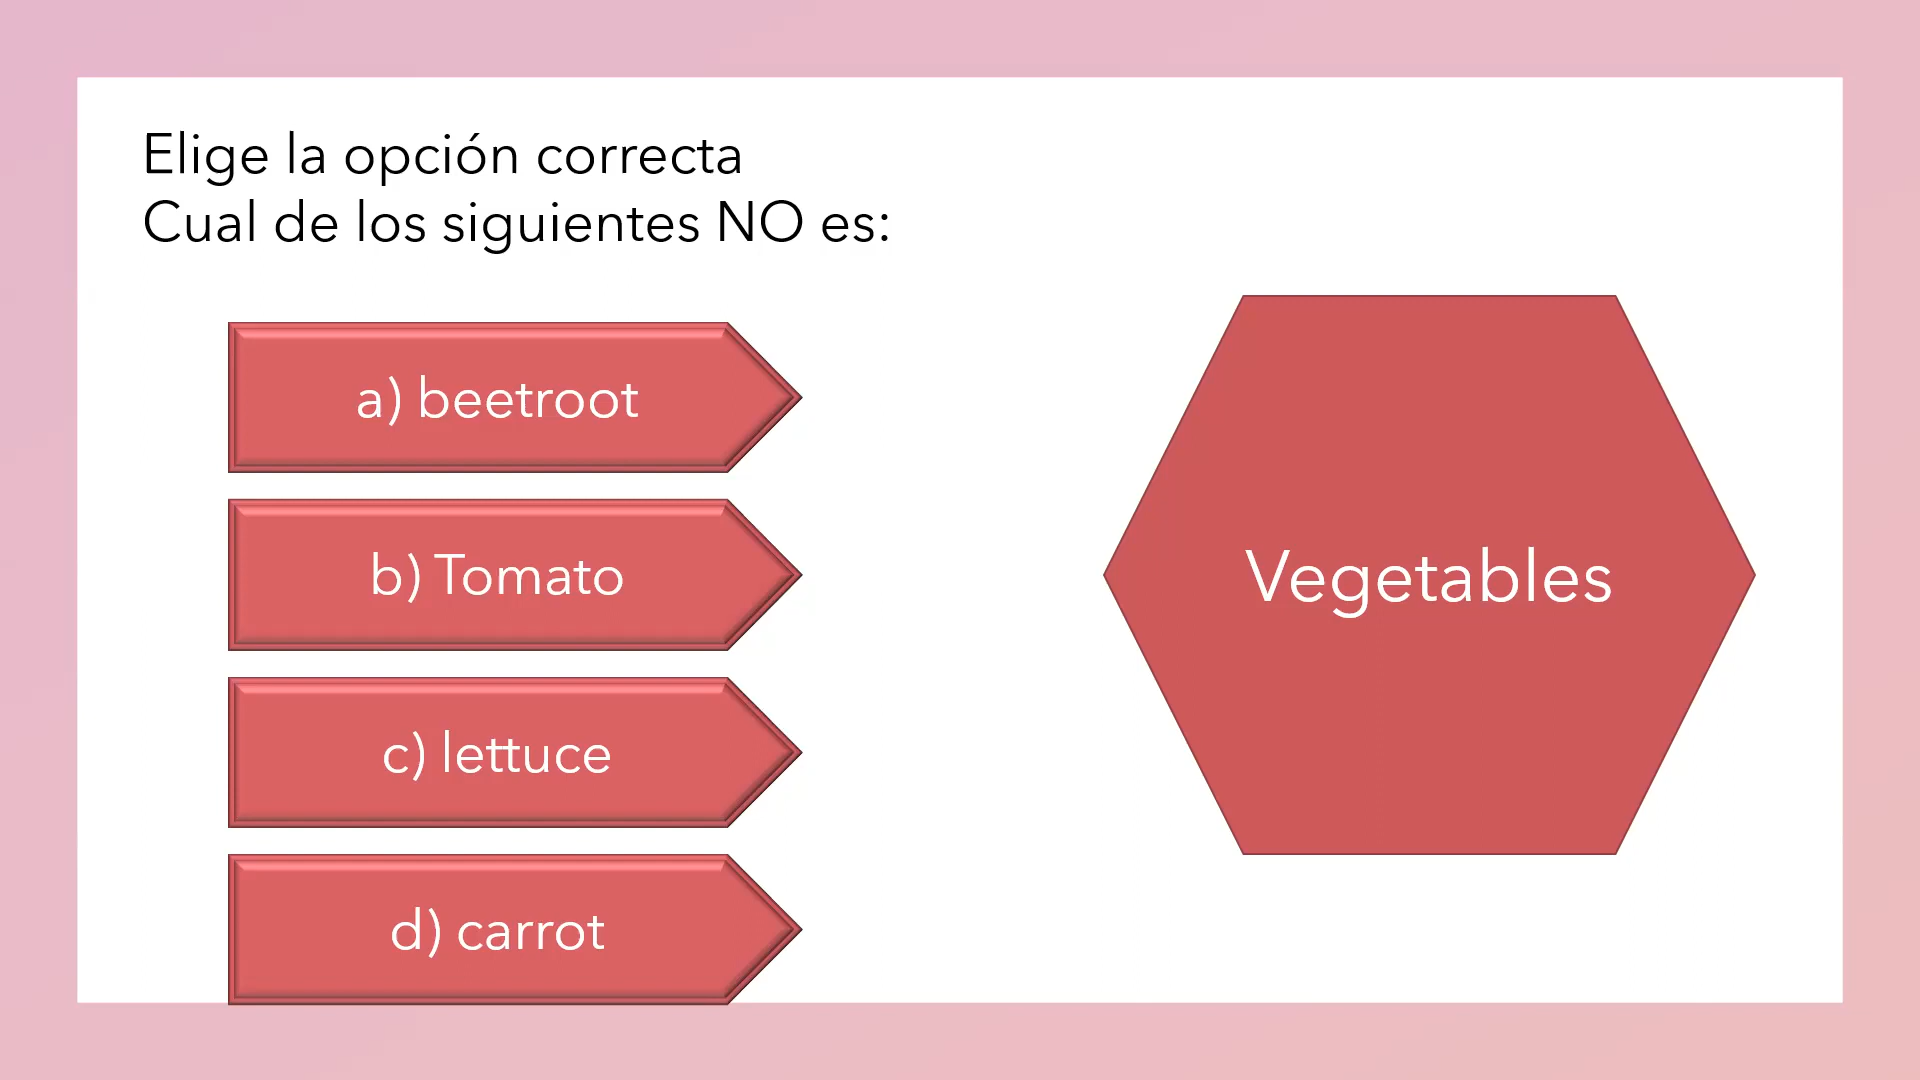 Elige la opción correcta
Cual de los siguientes NO es:
a) beetroot
b) Tomato
c) lettuce
d) carrot
Vegetables